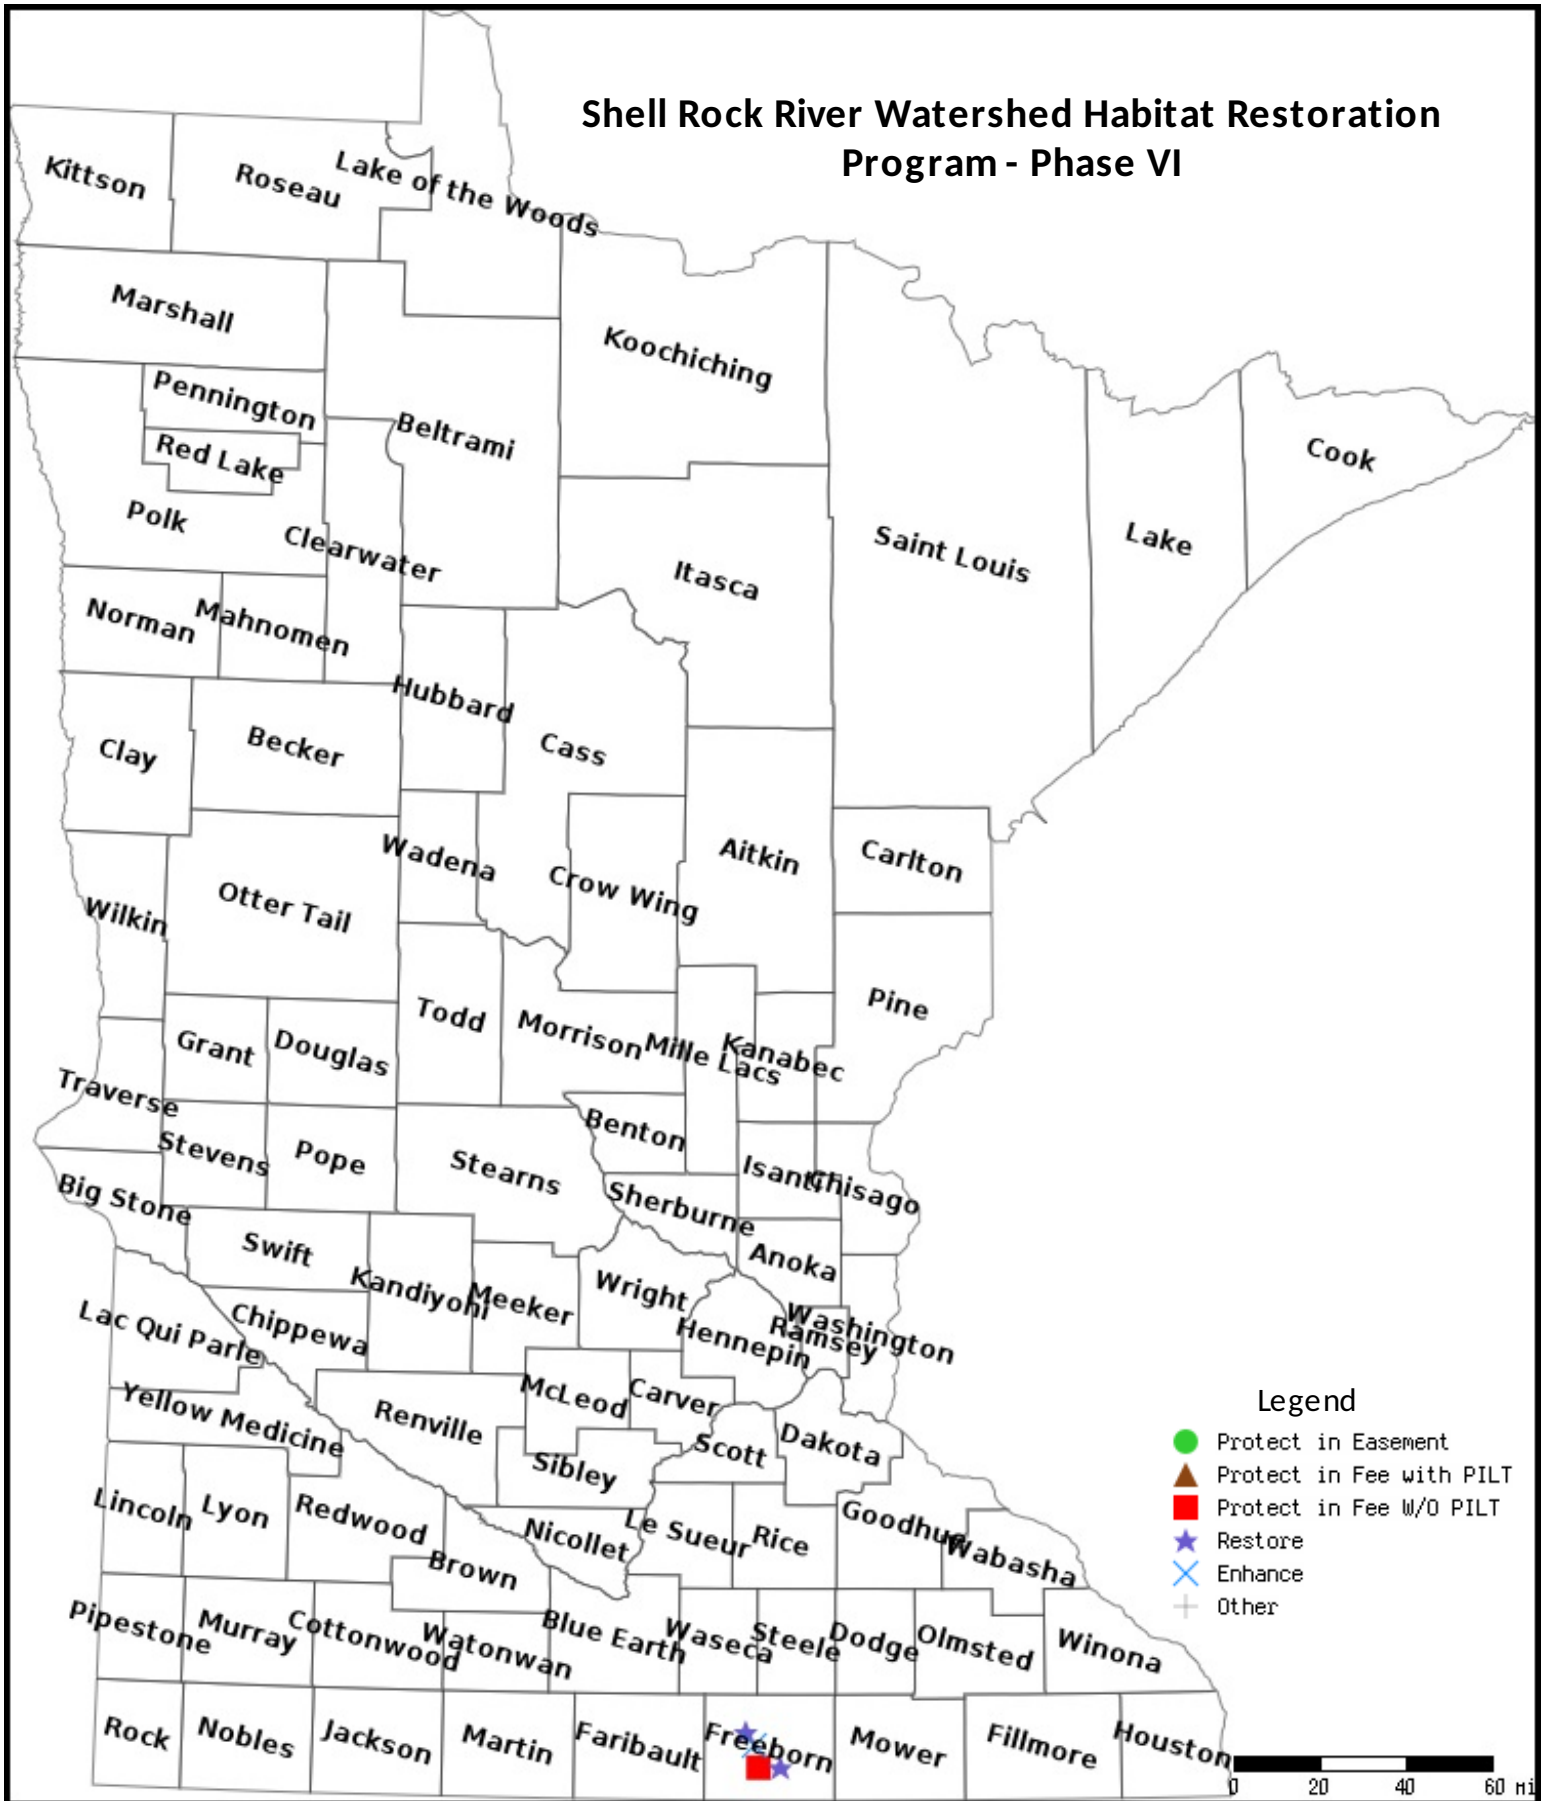 Shell Rock River Watershed Habitat Restoration
Program - Phase VI
Kittson
Roseau
Lake of the Woods
Marshall
Koochiching
Pennington
Beltrami
Red Lake
Cook
Polk
Clearwater
Saint Louis
Lake
Itasca
Norman
Mahnomen
Hubbard
Clay
Becker
Cass
Wadena
Aitkin
Carlton
Otter Tail
Crow Wing
Wilkin
Pine
Todd
Morrison
Mille Lacs
Kanabec
Grant
Douglas
Traverse
Stevens
Pope
Stearns
Benton
Isanti
Chisago
Big Stone
Sherburne
Swift
Anoka
Kandiyohi
Meeker
Wright
Lac Qui Parle
Chippewa
Hennepin
Ramsey
Washington
Yellow Medicine
Renville
McLeod
Carver
Scott
Dakota
Sibley
Lincoln
Lyon
Redwood
Nicollet
Le Sueur
Rice
Goodhue
Wabasha
Brown
Pipestone
Murray
Cottonwood
Watonwan
Blue Earth
Waseca
Steele
Dodge
Olmsted
Winona
Rock
Nobles
Jackson
Martin
Faribault
Freeborn
Mower
Fillmore
Houston
Legend
Protect in Easement
Protect in Fee with PILT
Protect in Fee W/O PILT
Restore
Enhance
Other
0 20 40 60 mi